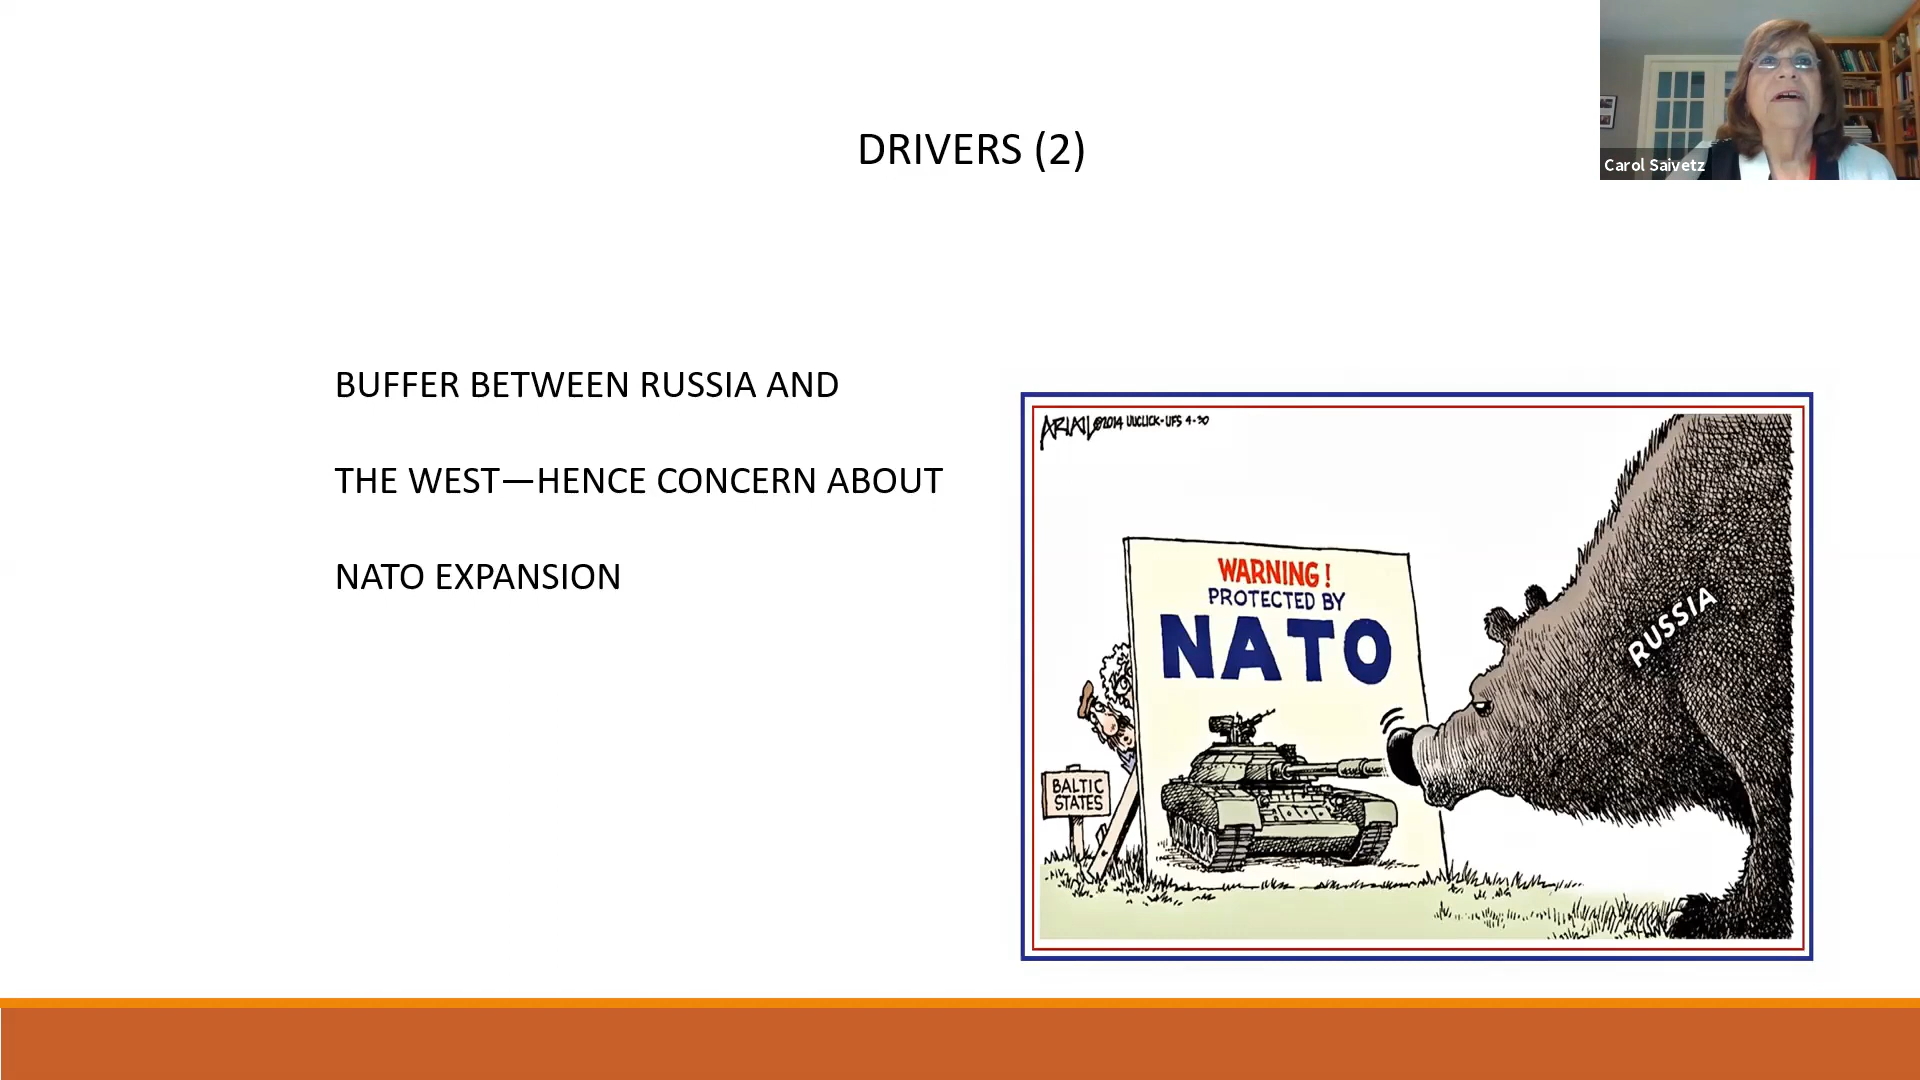 DRIVERS (2)
Carol Saivetz
BUFFER BETWEEN RUSSIA AND
THE WEST—HENCE CONCERN ABOUT
NATO EXPANSION
ARIAIL©2014 UUCLICK-UFS 4-30
WARNING!
PROTECTED BY
NATO
RUSSIA
BALTIC
STATES